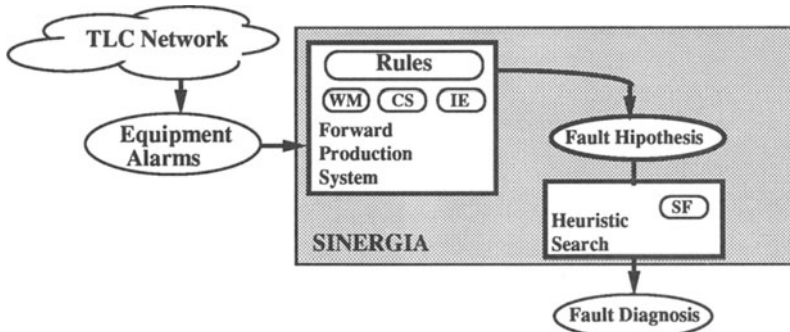 TLC Network
Equipment
Alarms
Rules
WM CS IE
Forward
Production
System
Fault Hipothesis
SF
Heuristic
Search
SINERGIA
Fault Diagnosis